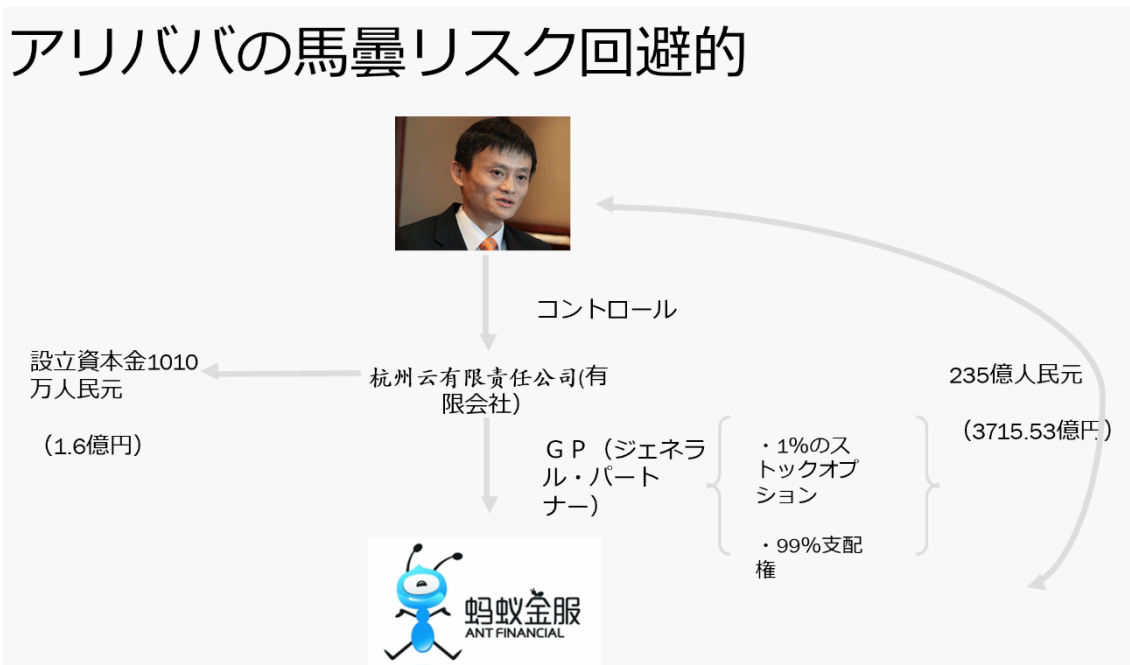 アリババの馬曇リスク回避的
コントロール
設立資本金1010
万人民元
（1.6億円）
杭州云有限责任公司(有
限会社）
235億人民元
（3715.53億円）
ＧＰ（ジェネラ
ル・パート
ナー）
・1%のス
トックオプ
ション
・99%支配
権
蚂蚁金服
ANT FINANCIAL